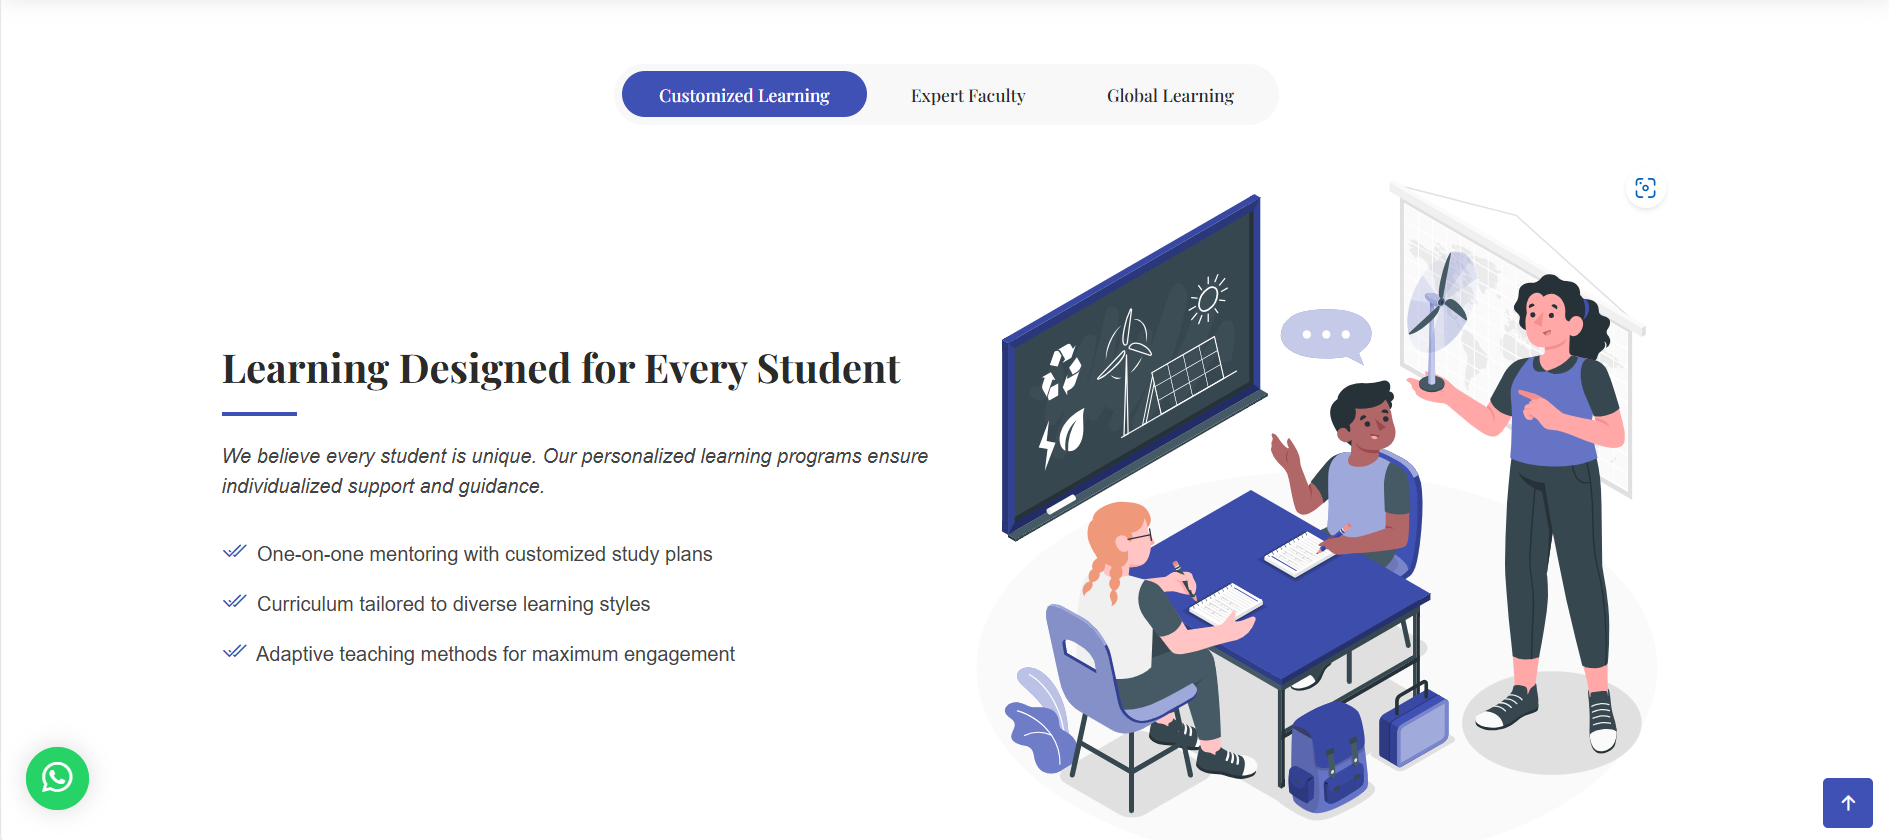 Customized Learning
Expert Faculty
Global Learning
Learning Designed for Every Student
We believe every student is unique. Our personalized learning programs ensure
individualized support and guidance.
One-on-one mentoring with customized study plans
Curriculum tailored to diverse learning styles
Adaptive teaching methods for maximum engagement